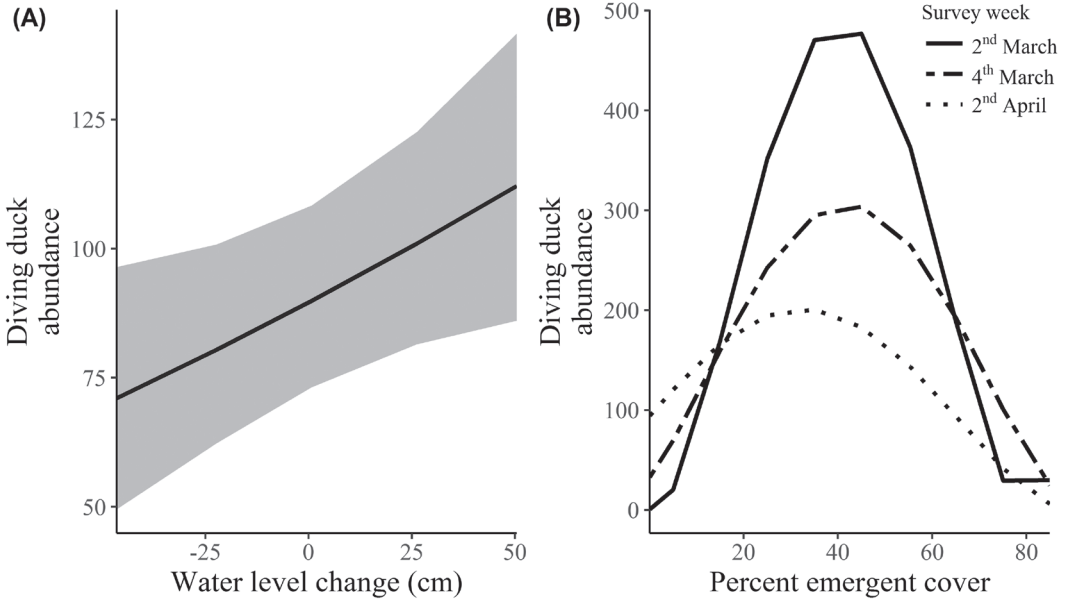 (A)
Diving duck
abundance
125
100
75
50
-25
0
25
50
Water level change (cm)
(B)
Diving duck
abundance
500
400
300
200
100
0
20
40
60
80
Percent emergent cover
Survey week
2nd March
4th March
2nd April